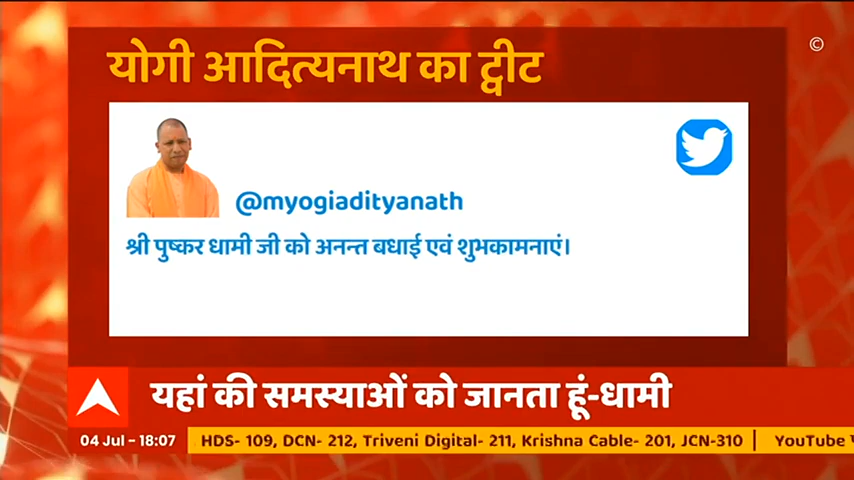 योगी आदित्यनाथ का ट्वीट
©
@myogiadityanath
श्री पुष्कर धामी जी को अनन्त बधाई एवं शुभकामनाएं।
यहां की समस्याओं को जानता हूं-धामी
04 Jul - 18:07
HDS- 109, DCN- 212, Triveni Digital- 211, Krishna Cable- 201, JCN-310 | YouTube